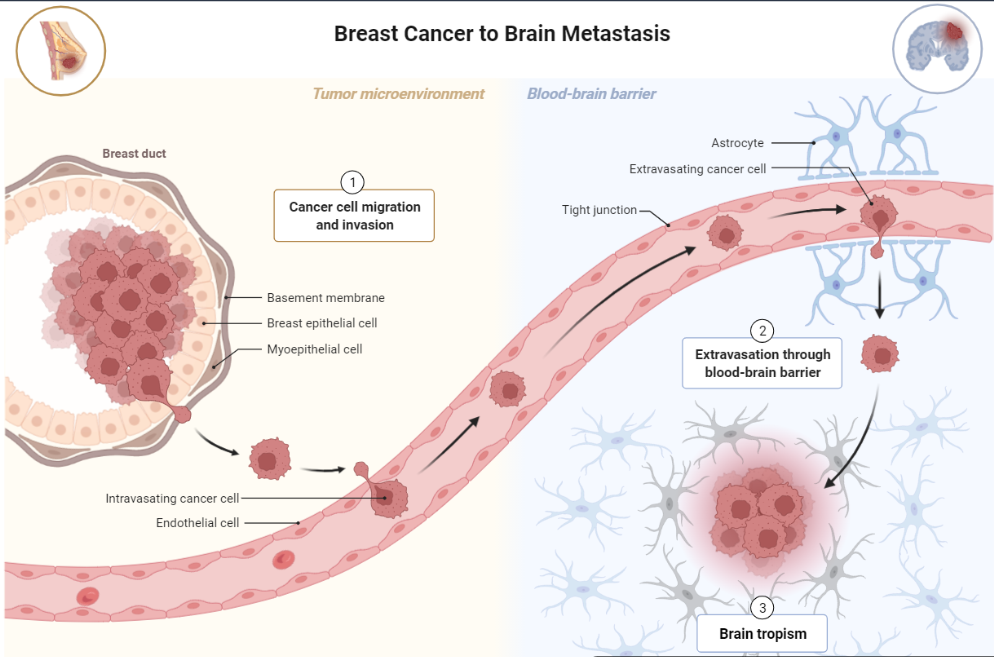 Breast Cancer to Brain Metastasis
Tumor microenvironment
Blood-brain barrier
Breast duct
1
Cancer cell migration
and invasion
Basement membrane
Breast epithelial cell
Myoepithelial cell
Intravasating cancer cell
Endothelial cell
Astrocyte
Extravasating cancer cell
Tight junction
2
Extravasation through
blood-brain barrier
3
Brain tropism